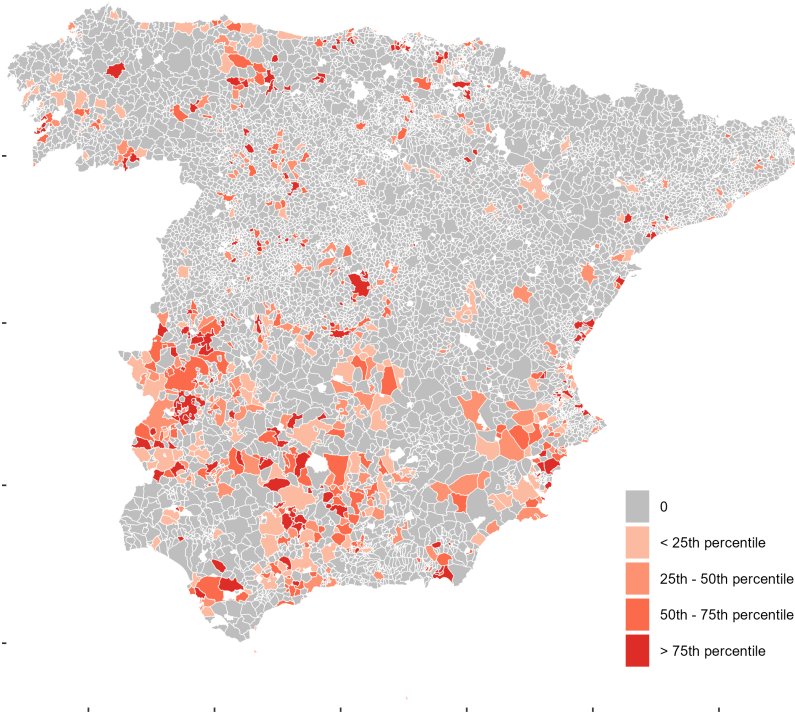 0
< 25th percentile
25th - 50th percentile
50th - 75th percentile
> 75th percentile